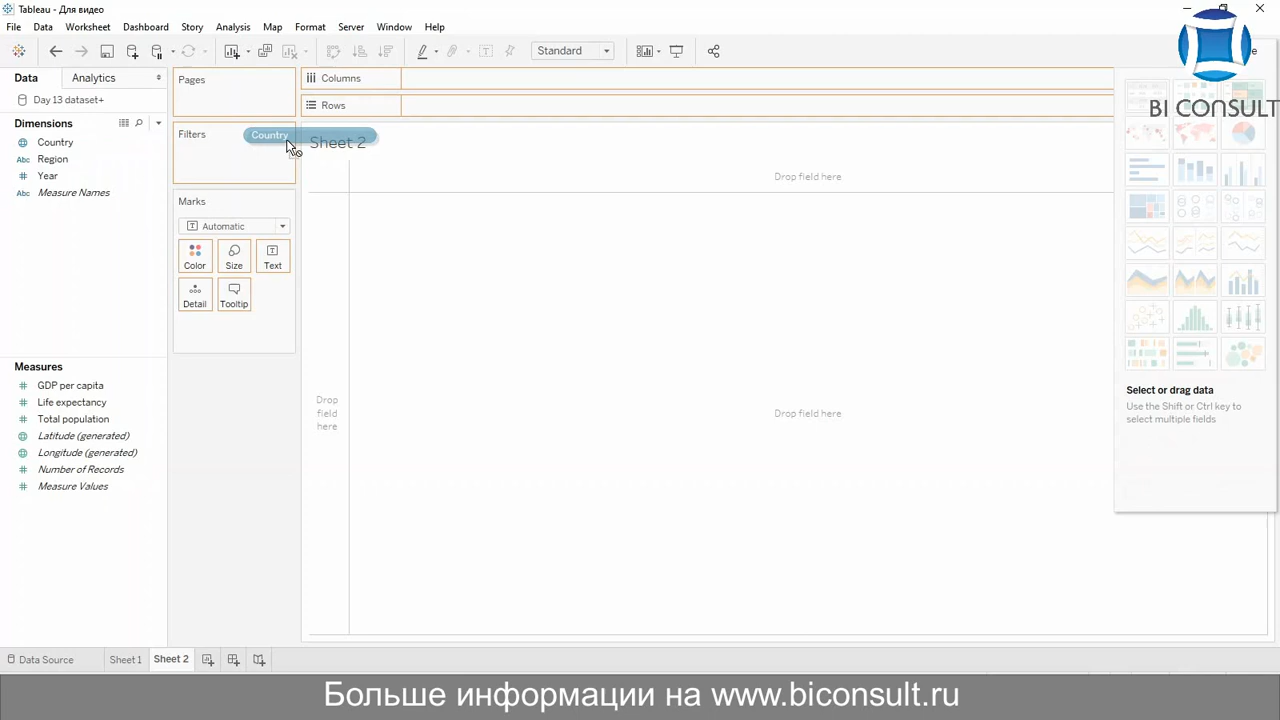 Tableau - Для видео
File Data Worksheet Dashboard Story Analysis Map Format Server Window Help
Standard
Data Analytics
Day 13 dataset+
Dimensions
Country
Abc Region
Year
Abc Measure Names
Measures
GDP per capita
Life expectancy
Total population
Latitude (generated)
Longitude (generated)
Number of Records
Measure Values
Pages
Filters
Country
Marks
Automatic
Color Size Text
Detail Tooltip
Columns
Rows
Sheet 2
Drop field here
Drop
field
here
Drop field here
BI CONSULT
Select or drag data
Use the Shift or Ctrl key to
select multiple fields
Data Source Sheet 1 Sheet 2
Больше информации на www.biconsult.ru